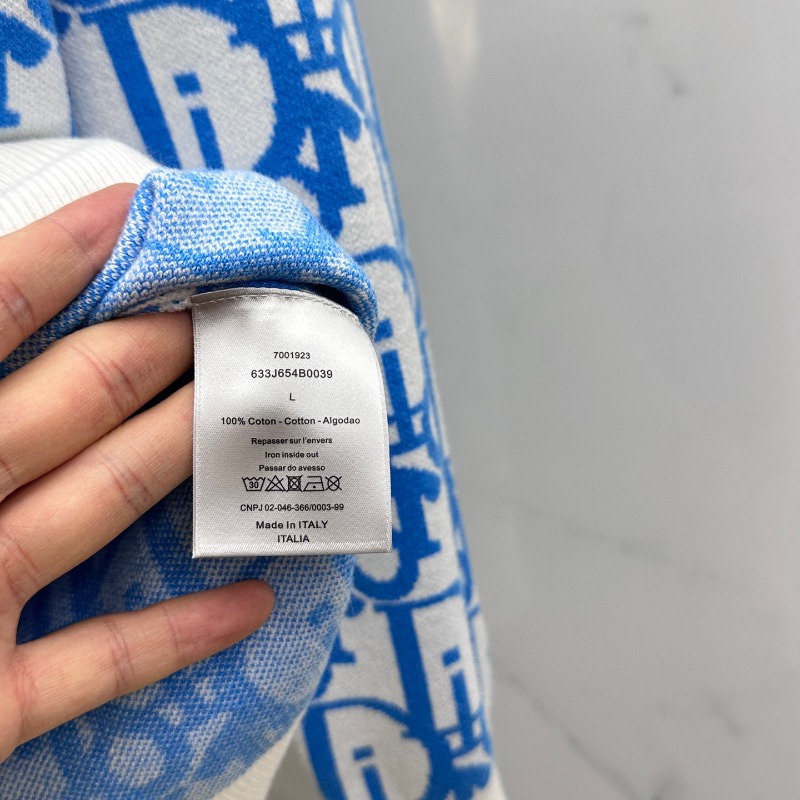 7001923
633J654B0039
L
100% Coton - Cotton - Algodao
Repasser sur l'envers
Iron inside out
Passar do avesso
30
CNPJ 02-046-366/0003-99
Made In ITALY
ITALIA